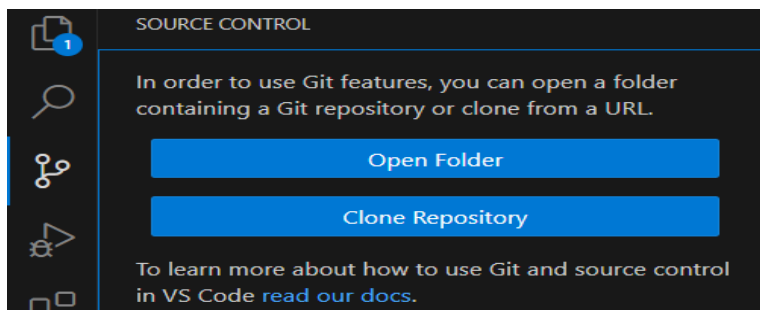 SOURCE CONTROL
1
In order to use Git features, you can open a folder
containing a Git repository or clone from a URL.
Open Folder
Clone Repository
To learn more about how to use Git and source control
in VS Code read our docs.